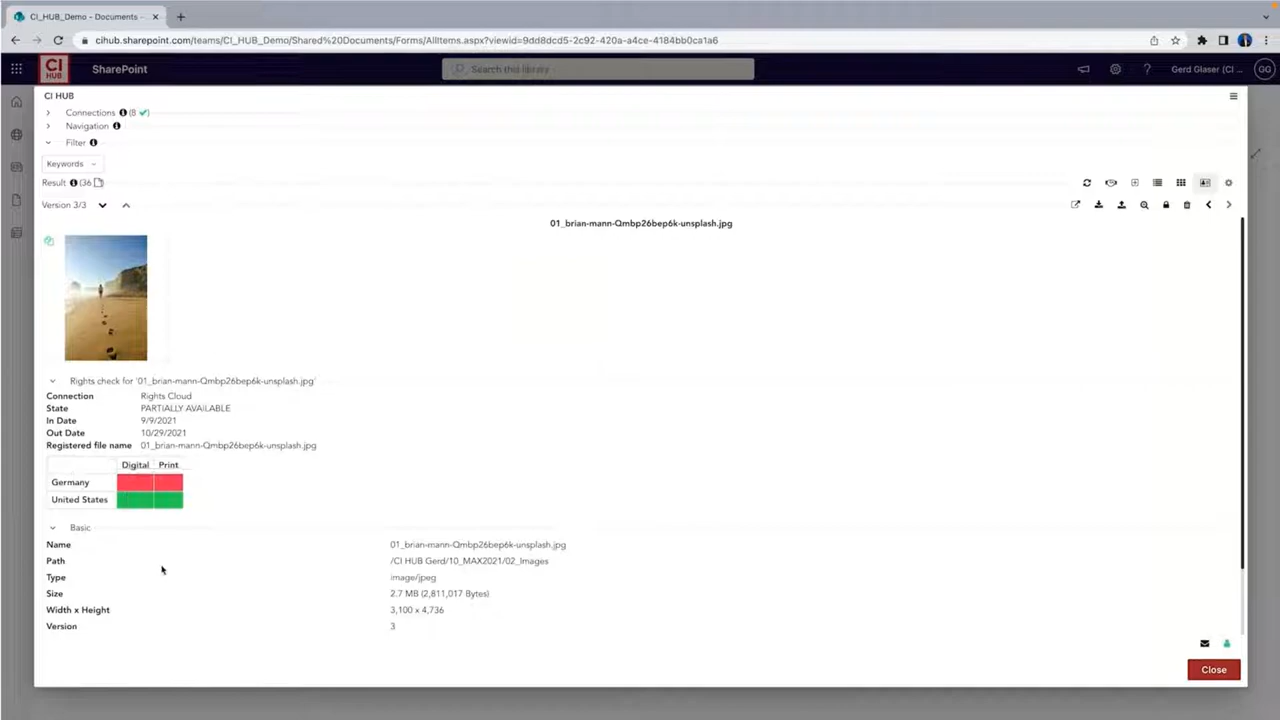 CI_HUB_Demo - Documents -
cihub.sharepoint.com/teams/CI_HUB_Demo/Shared%20Documents/Forms/AllItems.aspx?viewid=9dd8dcd5-2c92-420a-a4ce-4184bb0ca1a6
CI HUB SharePoint Search this library ? Gerd Glaser (CI ... GG
CI HUB
Connections (8 ✓)
Navigation
Filter
Keywords
Result (36
Version 3/3
01_brian-mann-Qmbp26bep6k-unsplash.jpg
Rights check for '01_brian-mann-Qmbp26bep6k-unsplash.jpg'
Connection Rights Cloud
State PARTIALLY AVAILABLE
In Date 9/9/2021
Out Date 10/29/2021
Registered file name 01_brian-mann-Qmbp26bep6k-unsplash.jpg
Digital Print
Germany
United States
Basic
Name 01_brian-mann-Qmbp26bep6k-unsplash.jpg
Path /CI HUB Gerd/10_MAX2021/02_Images
Type image/jpeg
Size 2.7 MB (2,811,017 Bytes)
Width x Height 3,100 x 4,736
Version 3
Close